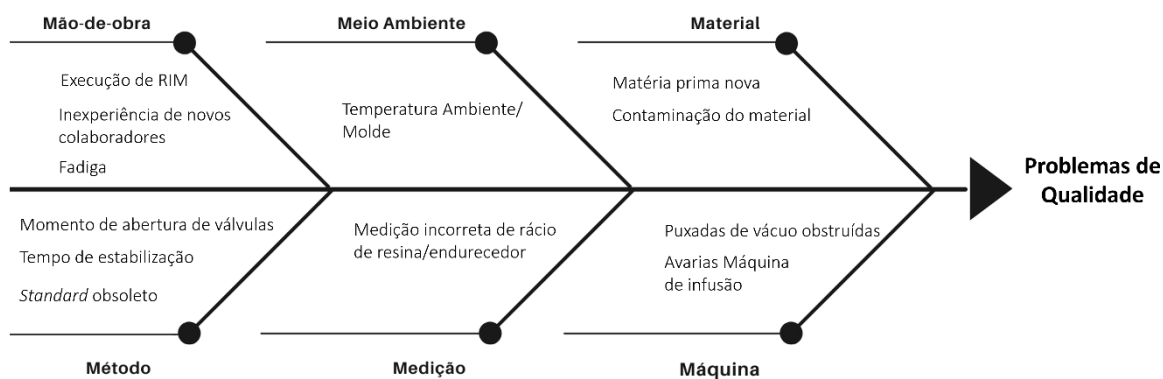 Mão-de-obra
Meio Ambiente
Material
Execução de RIM
Inexperiência de novos
colaboradores
Fadiga
Temperatura Ambiente/
Molde
Matéria prima nova
Contaminação do material
Problemas de
Qualidade
Momento de abertura de válvulas
Tempo de estabilização
Standard obsoleto
Medição incorreta de rácio
de resina/endurecedor
Puxadas de vácuo obstruídas
Avarias Máquina
de infusão
Método
Medição
Máquina